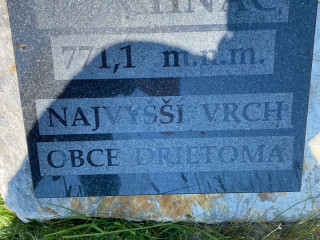 771,1 m.n.m.
NAJVYŠŠÍ VRCH
OBCE DRIETOMA